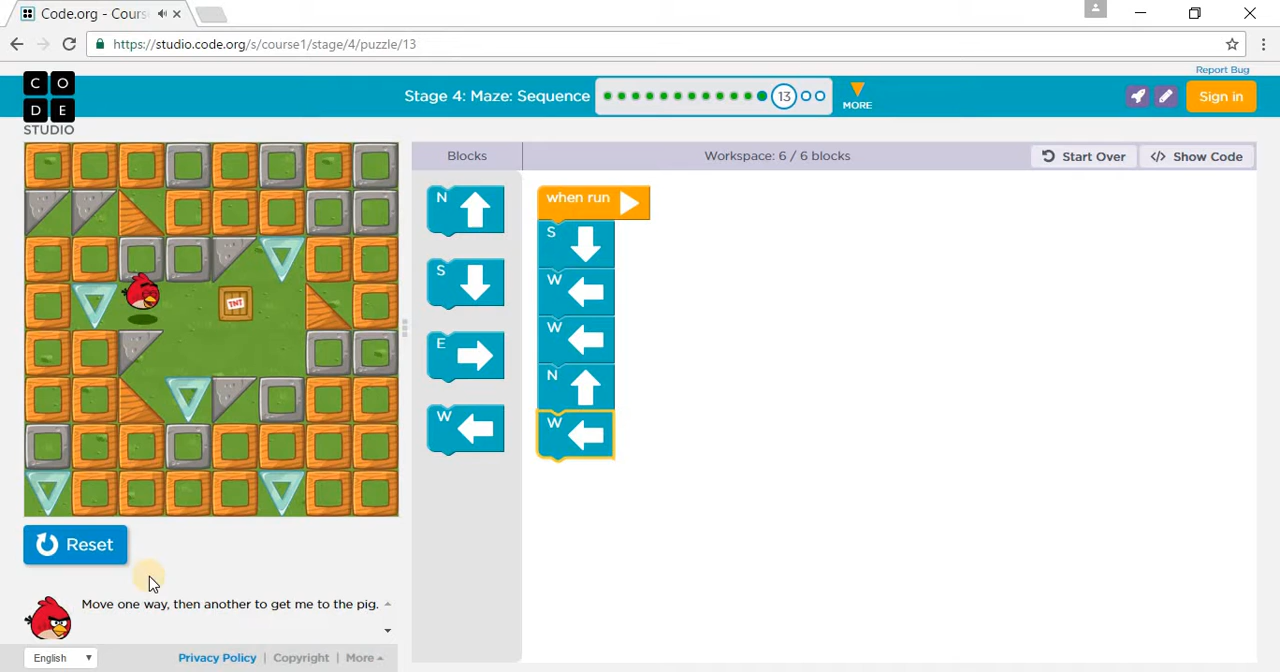 Code.org - Cours
https://studio.code.org/s/course1/stage/4/puzzle/13
Report Bug
C O
D E
STUDIO
Stage 4: Maze: Sequence
13
MORE
Sign in
Blocks
Workspace: 6 / 6 blocks
Start Over
</> Show Code
N
S
E
W
when run
S
W
W
N
W
TNT
Reset
Move one way, then another to get me to the pig.
English
Privacy Policy | Copyright | More